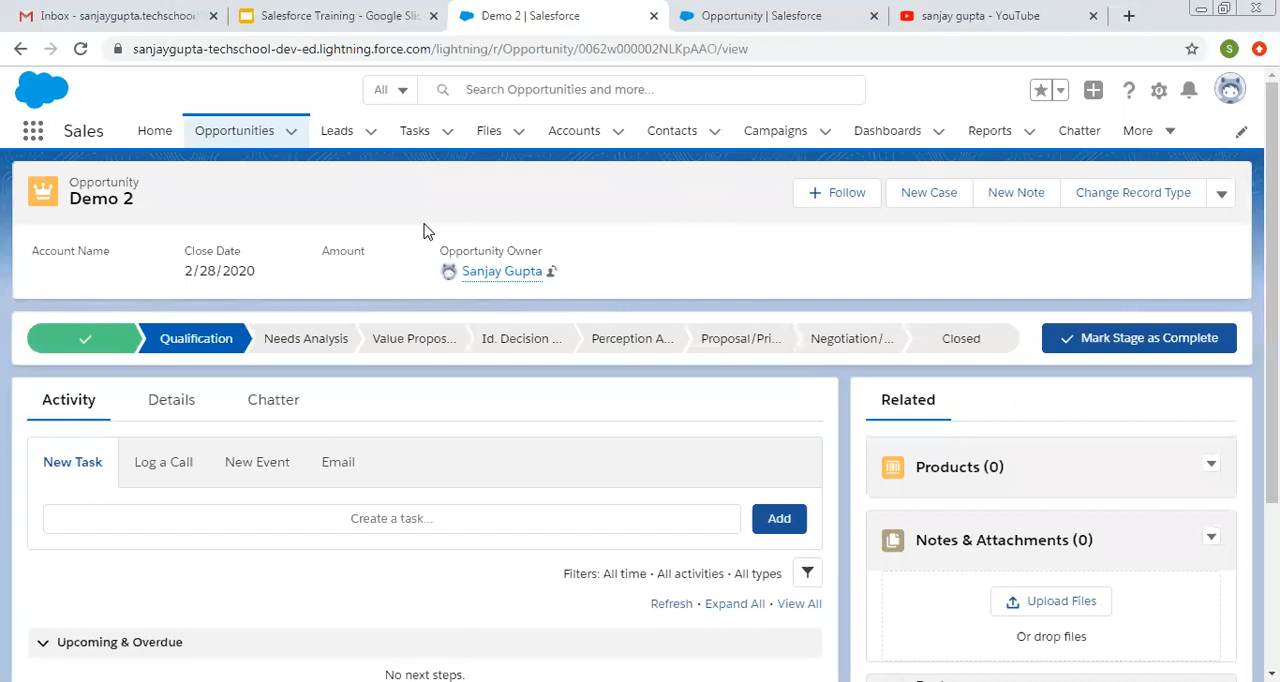 Inbox - sanjaygupta.techschool
Salesforce Training - Google Slid
Demo 2 | Salesforce
Opportunity | Salesforce
sanjay gupta - YouTube
sanjaygupta-techschool-dev-ed.lightning.force.com/lightning/r/Opportunity/0062w000002NLKpAAO/view
S
All
Search Opportunities and more...
Sales
Home
Opportunities
Leads
Tasks
Files
Accounts
Contacts
Campaigns
Dashboards
Reports
Chatter
More
Opportunity
Demo 2
+ Follow
New Case
New Note
Change Record Type
Account Name
Close Date
Amount
Opportunity Owner
2/28/2020
Sanjay Gupta
Qualification
Needs Analysis
Value Propos...
Id. Decision ...
Perception A...
Proposal/Pri...
Negotiation/...
Closed
Mark Stage as Complete
Activity
Details
Chatter
Related
New Task
Log a Call
New Event
Email
Products (0)
Create a task...
Add
Notes & Attachments (0)
Filters: All time • All activities • All types
Refresh • Expand All • View All
Upload Files
Or drop files
Upcoming & Overdue
No next steps.